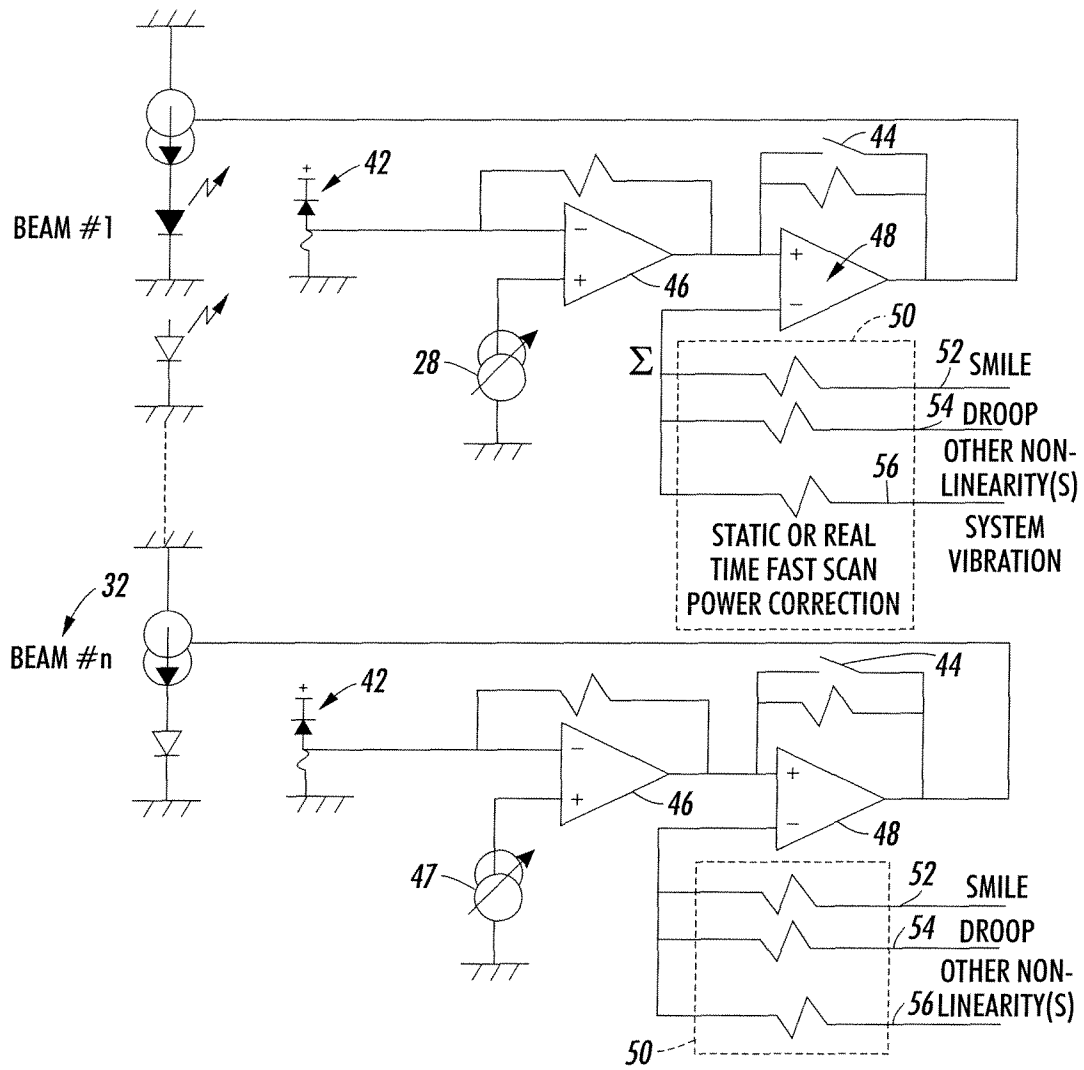 44
+
42
BEAM #1
−
+
46
+
−
48
50
28
Σ
52 SMILE
54 DROOP
OTHER NON-
LINEARITY(S)
56
SYSTEM
VIBRATION
STATIC OR REAL
TIME FAST SCAN
POWER CORRECTION
32
BEAM #n
44
+
42
−
+
46
+
−
48
47
52 SMILE
54 DROOP
OTHER NON-
56 LINEARITY(S)
50